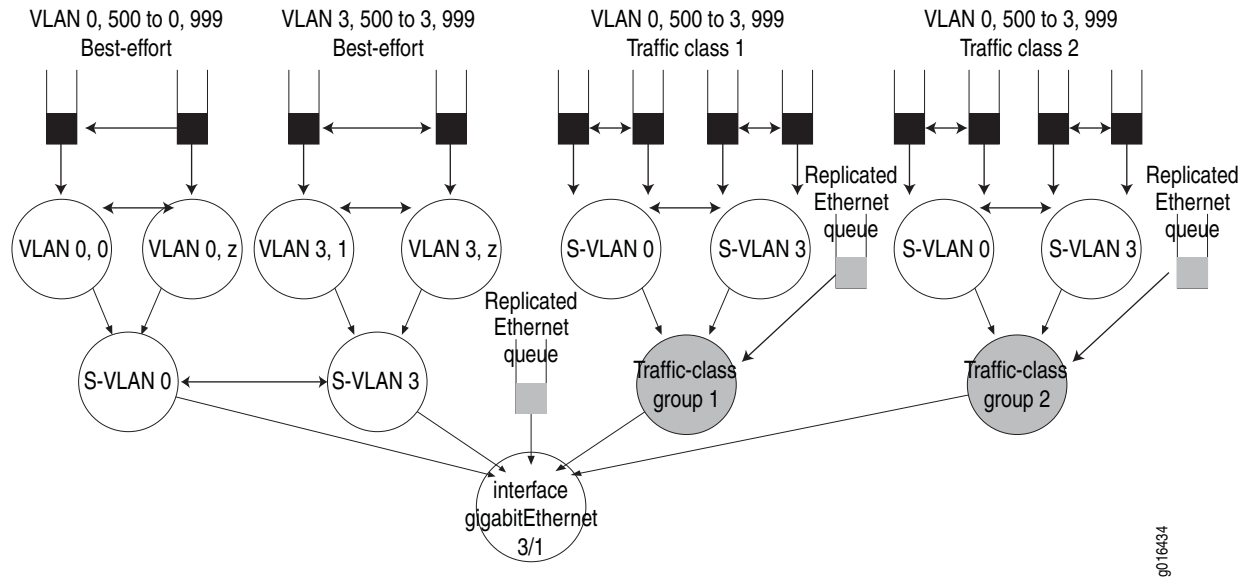 VLAN 0, 500 to 0, 999
Best-effort
VLAN 3, 500 to 3, 999
Best-effort
VLAN 0, 500 to 3, 999
Traffic class 1
VLAN 0, 500 to 3, 999
Traffic class 2
Replicated
Ethernet
queue
Replicated
Ethernet
queue
VLAN 0, 0
VLAN 0, z
VLAN 3, 1
VLAN 3, z
S-VLAN 0
S-VLAN 3
S-VLAN 0
S-VLAN 3
Replicated
Ethernet
queue
S-VLAN 0
S-VLAN 3
Traffic-class
group 1
Traffic-class
group 2
interface
gigabitEthernet
3/1
g016434